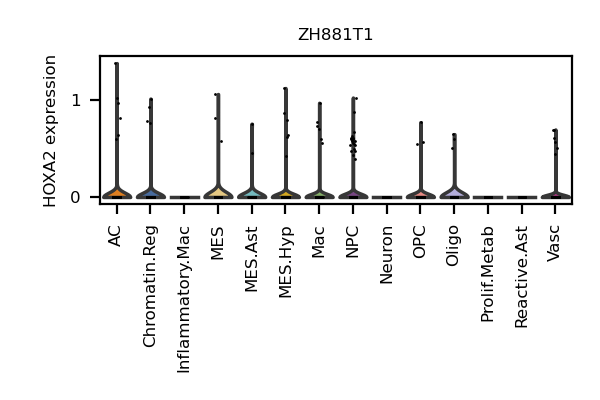 ZH881T1
HOXA2 expression
1
0
AC
Chromatin.Reg
Inflammatory.Mac
MES
MES.Ast
MES.Hyp
Mac
NPC
Neuron
OPC
Oligo
Prolif.Metab
Reactive.Ast
Vasc